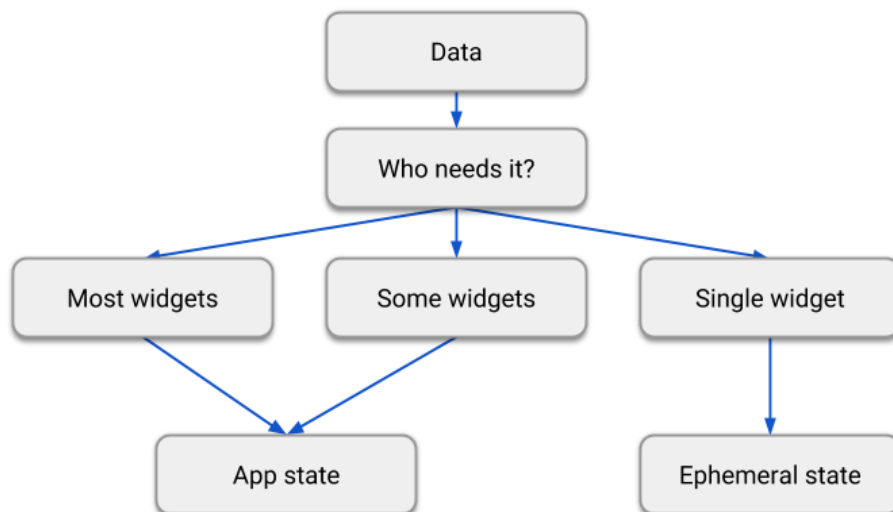 Data
Who needs it?
Most widgets
Some widgets
Single widget
App state
Ephemeral state